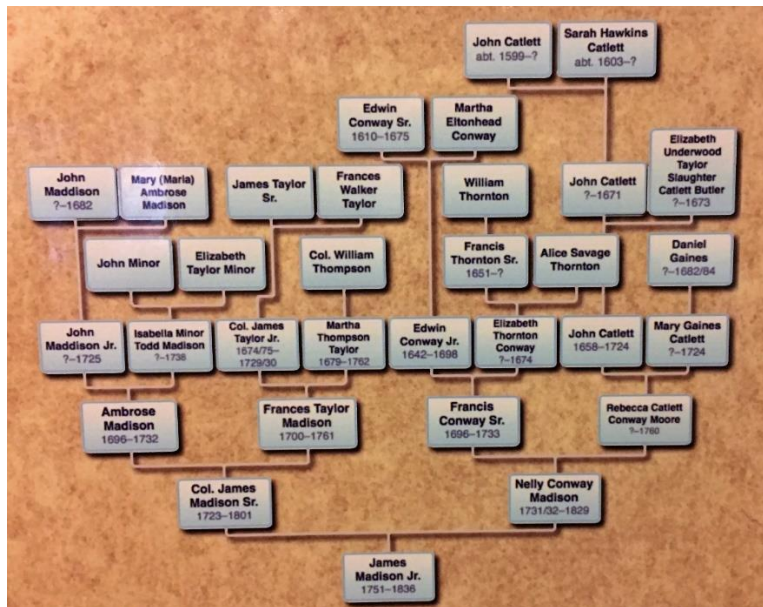 John Catlett
abt. 1599–?
Sarah Hawkins
Catlett
abt. 1603–?
Edwin
Conway Sr.
1610–1675
Martha
Eltonhead
Conway
John
Maddison
?–1682
Mary (Maria)
Ambrose
Madison
James Taylor
Sr.
Frances
Walker
Taylor
William
Thornton
John Catlett
?–1671
Elizabeth
Underwood
Taylor
Slaughter
Catlett Butler
?–1673
John Minor
Elizabeth
Taylor Minor
Col. William
Thompson
Francis
Thornton Sr.
1651–?
Alice Savage
Thornton
Daniel
Gaines
?–1682/84
John
Maddison Jr.
?–1725
Isabella Minor
Todd Madison
?–1738
Col. James
Taylor Jr.
1674/75–
1729/30
Martha
Thompson
Taylor
1679–1762
Edwin
Conway Jr.
1642–1698
Elizabeth
Thornton
Conway
?–1674
John Catlett
1658–1724
Mary Gaines
Catlett
?–1724
Ambrose
Madison
1696–1732
Frances Taylor
Madison
1700–1761
Francis
Conway Sr.
1696–1733
Rebecca Catlett
Conway Moore
?–1760
Col. James
Madison Sr.
1723–1801
Nelly Conway
Madison
1731/32–1829
James
Madison Jr.
1751–1836